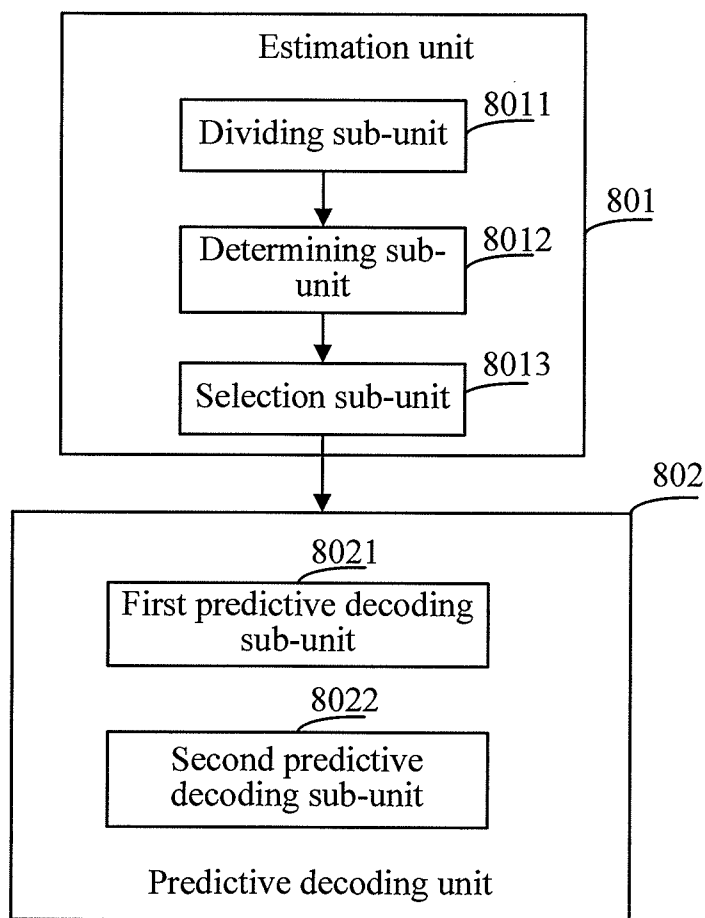 Estimation unit
8011
Dividing sub-unit
801
8012
Determining sub-
unit
8013
Selection sub-unit
802
8021
First predictive decoding
sub-unit
8022
Second predictive
decoding sub-unit
Predictive decoding unit